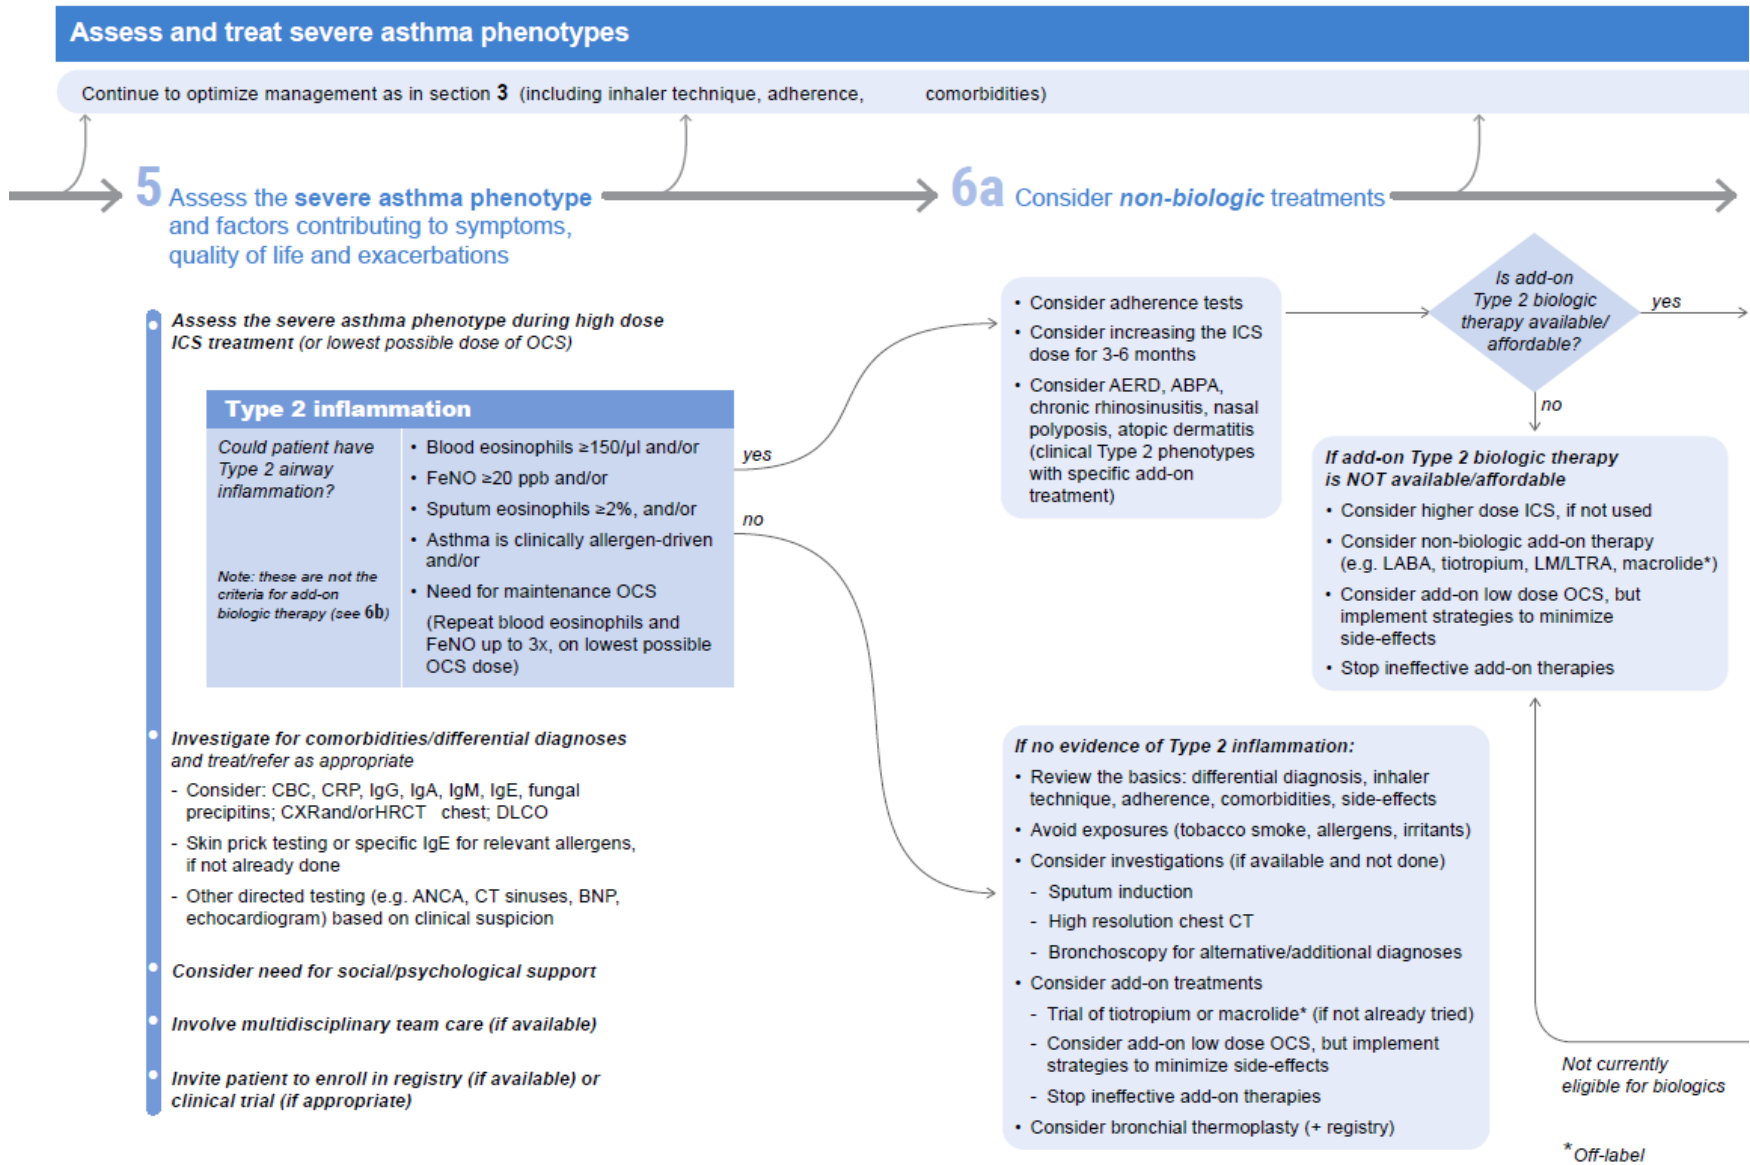 Assess and treat severe asthma phenotypes
Continue to optimize management as in section 3 (including inhaler technique, adherence, comorbidities)
5 Assess the severe asthma phenotype
and factors contributing to symptoms,
quality of life and exacerbations
Assess the severe asthma phenotype during high dose
ICS treatment (or lowest possible dose of OCS)
Type 2 inflammation
Could patient have
Type 2 airway
inflammation?
Note: these are not the
criteria for add-on
biologic therapy (see 6b)
• Blood eosinophils ≥150/µl and/or
• FeNO ≥20 ppb and/or
• Sputum eosinophils ≥2%, and/or
• Asthma is clinically allergen-driven
and/or
• Need for maintenance OCS
(Repeat blood eosinophils and
FeNO up to 3x, on lowest possible
OCS dose)
yes
no
Investigate for comorbidities/differential diagnoses
and treat/refer as appropriate
- Consider: CBC, CRP, IgG, IgA, IgM, IgE, fungal
precipitins; CXRand/orHRCT chest; DLCO
- Skin prick testing or specific IgE for relevant allergens,
if not already done
- Other directed testing (e.g. ANCA, CT sinuses, BNP,
echocardiogram) based on clinical suspicion
Consider need for social/psychological support
Involve multidisciplinary team care (if available)
Invite patient to enroll in registry (if available) or
clinical trial (if appropriate)
6a Consider non-biologic treatments
• Consider adherence tests
• Consider increasing the ICS
dose for 3-6 months
• Consider AERD, ABPA,
chronic rhinosinusitis, nasal
polyposis, atopic dermatitis
(clinical Type 2 phenotypes
with specific add-on
treatment)
Is add-on
Type 2 biologic
therapy available/
affordable?
yes
no
If add-on Type 2 biologic therapy
is NOT available/affordable
• Consider higher dose ICS, if not used
• Consider non-biologic add-on therapy
(e.g. LABA, tiotropium, LM/LTRA, macrolide*)
• Consider add-on low dose OCS, but
implement strategies to minimize
side-effects
• Stop ineffective add-on therapies
If no evidence of Type 2 inflammation:
• Review the basics: differential diagnosis, inhaler
technique, adherence, comorbidities, side-effects
• Avoid exposures (tobacco smoke, allergens, irritants)
• Consider investigations (if available and not done)
- Sputum induction
- High resolution chest CT
- Bronchoscopy for alternative/additional diagnoses
• Consider add-on treatments
- Trial of tiotropium or macrolide* (if not already tried)
- Consider add-on low dose OCS, but implement
strategies to minimize side-effects
- Stop ineffective add-on therapies
• Consider bronchial thermoplasty (+ registry)
Not currently
eligible for biologics
*Off-label